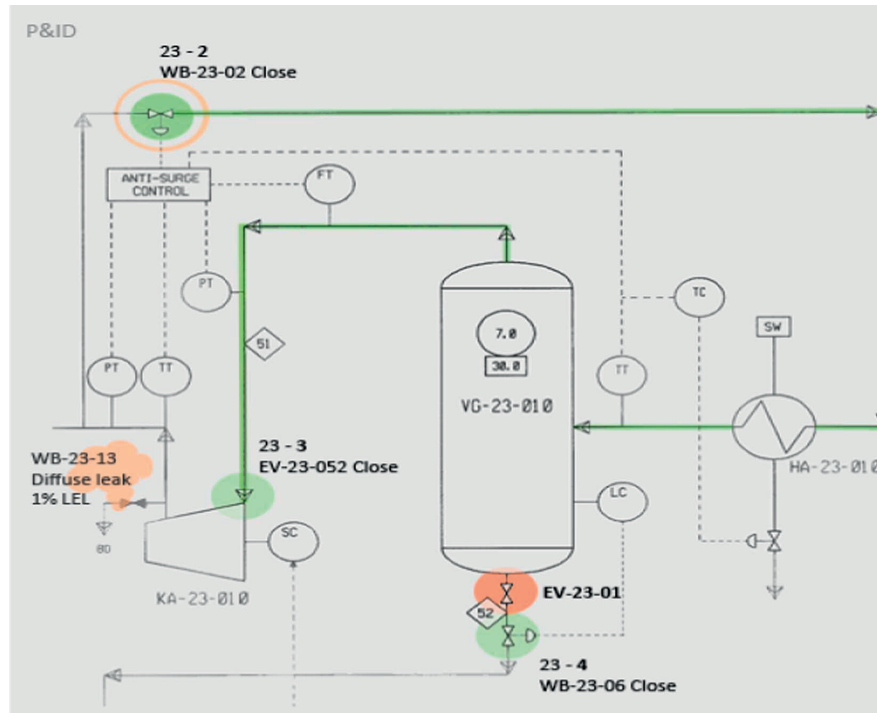 P&ID
23 - 2
WB-23-02 Close
ANTI-SURGE
CONTROL
FT
PT
TC
51
7.0
30.0
SW
PT
TT
TT
VG-23-010
WB-23-13
Diffuse leak
1% LEL
23 - 3
EV-23-052 Close
HA-23-010
LC
SC
BD
KA-23-010
EV-23-01
52
23 - 4
WB-23-06 Close